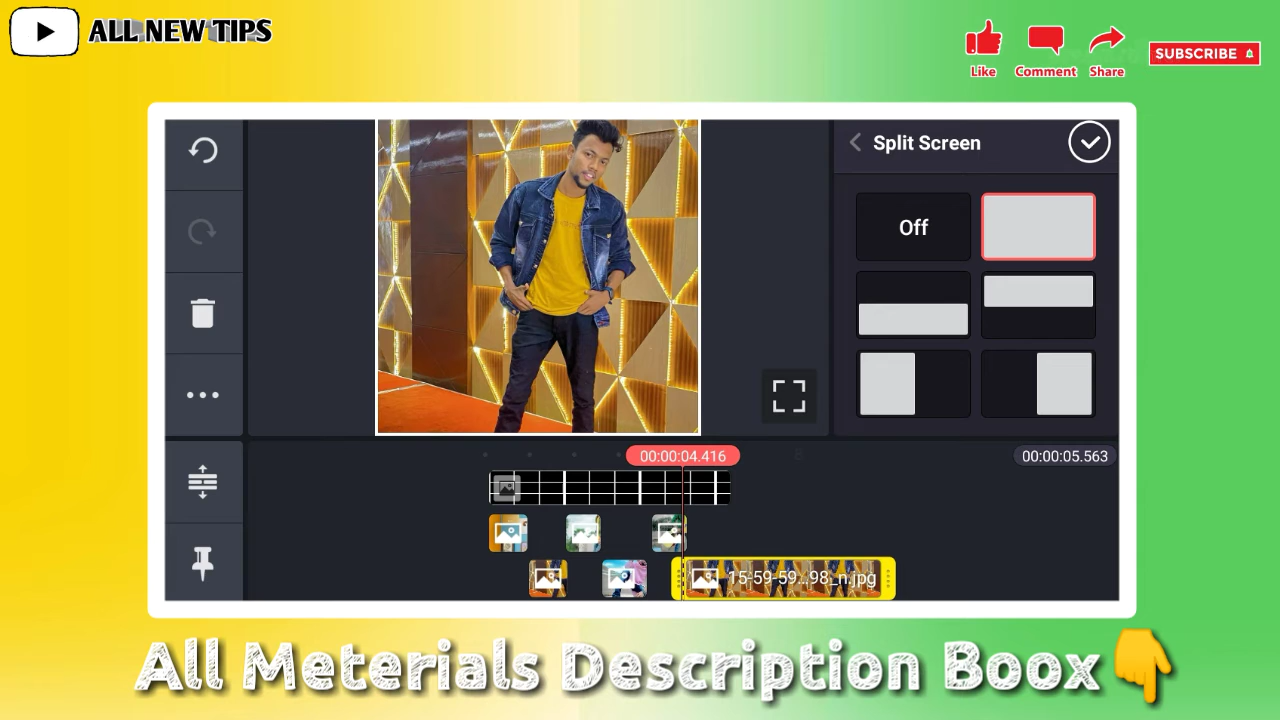 ALL NEW TIPS
Like
Comment
Share
SUBSCRIBE
Split Screen
Off
00:00:04.416
8
00:00:05.563
15-59-59...98_n.jpg
All Meterials Description Boox